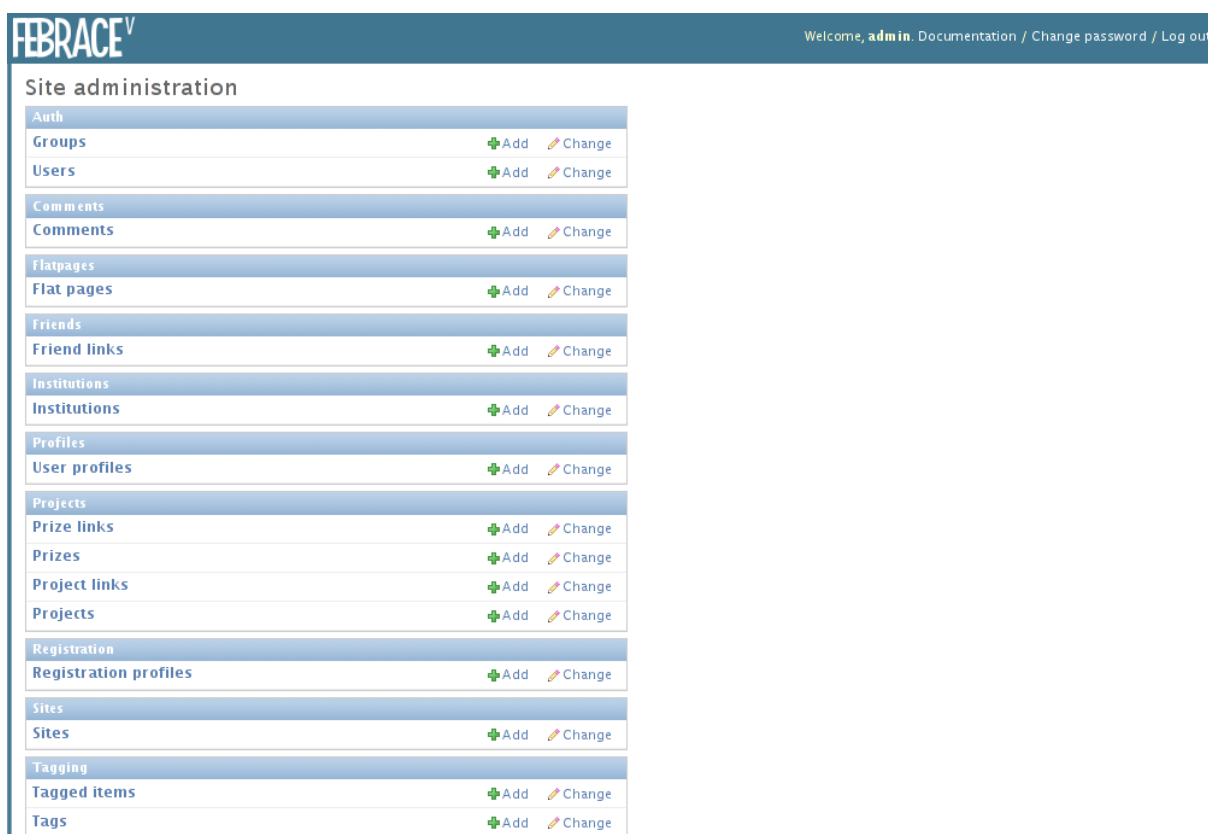 FEBRACE V
Welcome, admin. Documentation / Change password / Log out
Site administration
Auth
Groups Add Change
Users Add Change
Comments
Comments Add Change
Flatpages
Flat pages Add Change
Friends
Friend links Add Change
Institutions
Institutions Add Change
Profiles
User profiles Add Change
Projects
Prize links Add Change
Prizes Add Change
Project links Add Change
Projects Add Change
Registration
Registration profiles Add Change
Sites
Sites Add Change
Tagging
Tagged items Add Change
Tags Add Change